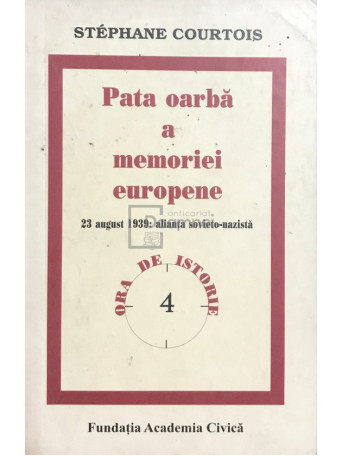 STÉPHANE COURTOIS
Pata oarbă
a
memoriei
europene
anticariat
23 august 1939: alianța sovieto-nazistă
ORA DE ISTORIE
4
Fundația Academia Civică